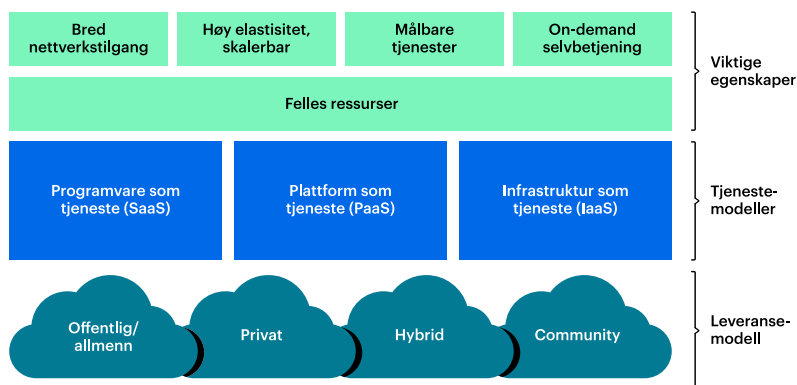 Bred
nettverkstilgang
Høy elastisitet,
skalerbar
Målbare
tjenester
On-demand
selvbetjening
Viktige
egenskaper
Felles ressurser
Programvare som
tjeneste (SaaS)
Plattform som
tjeneste (PaaS)
Infrastruktur som
tjeneste (IaaS)
Tjeneste-
modeller
Offentlig/
allmenn
Privat
Hybrid
Community
Leveranse-
modell